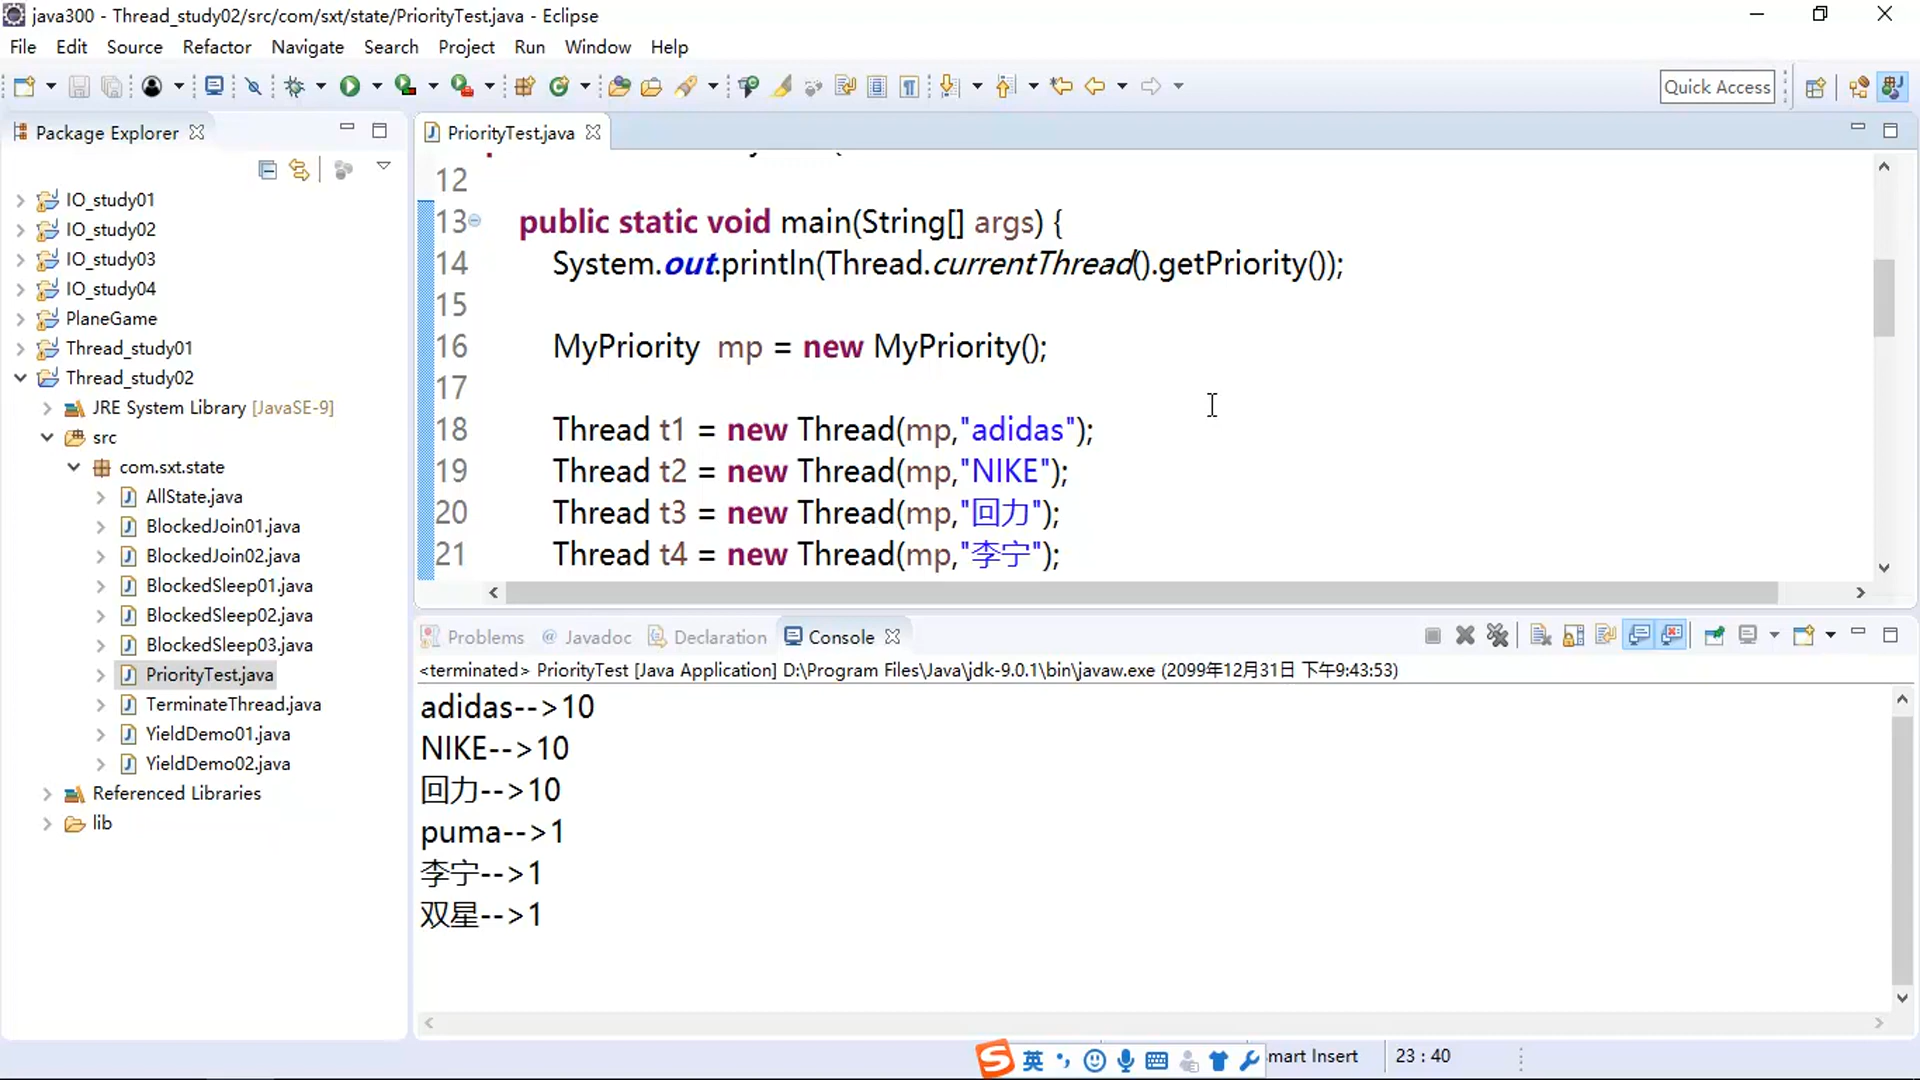 java300 - Thread_study02/src/com/sxt/state/PriorityTest.java - Eclipse
File Edit Source Refactor Navigate Search Project Run Window Help
Quick Access
Package Explorer
IO_study01
IO_study02
IO_study03
IO_study04
PlaneGame
Thread_study01
Thread_study02
JRE System Library [JavaSE-9]
src
com.sxt.state
AllState.java
BlockedJoin01.java
BlockedJoin02.java
BlockedSleep01.java
BlockedSleep02.java
BlockedSleep03.java
PriorityTest.java
TerminateThread.java
YieldDemo01.java
YieldDemo02.java
Referenced Libraries
lib
PriorityTest.java
12
13 public static void main(String[] args) {
14 System.out.println(Thread.currentThread().getPriority());
15
16 MyPriority mp = new MyPriority();
17
18 Thread t1 = new Thread(mp,"adidas");
19 Thread t2 = new Thread(mp,"NIKE");
20 Thread t3 = new Thread(mp,"回力");
21 Thread t4 = new Thread(mp,"李宁");
Problems Javadoc Declaration Console
<terminated> PriorityTest [Java Application] D:\Program Files\Java\jdk-9.0.1\bin\javaw.exe (2099年12月31日 下午9:43:53)
adidas-->10
NIKE-->10
回力-->10
puma-->1
李宁-->1
双星-->1
英
mart Insert
23 : 40